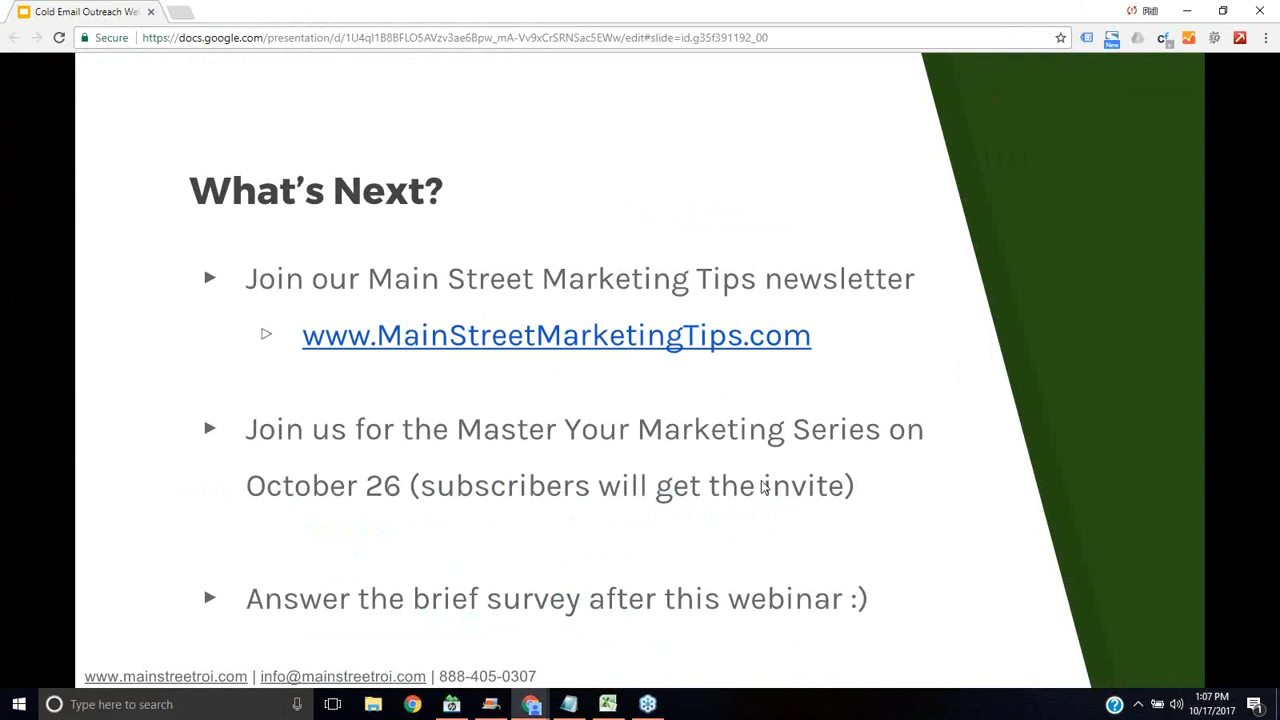 Cold Email Outreach We
Secure
https://docs.google.com/presentation/d/1U4ql1B8BFLO5AVzv3ae6Bpw_mA-Vv9xCrSRNSac5EWw/edit#slide=id.g35f391192_00
New
What's Next?
Join our Main Street Marketing Tips newsletter
www.MainStreetMarketingTips.com
Join us for the Master Your Marketing Series on
October 26 (subscribers will get the invite)
Answer the brief survey after this webinar :)
www.mainstreetroi.com | info@mainstreetroi.com | 888-405-0307
Type here to search
1:07 PM
10/17/2017